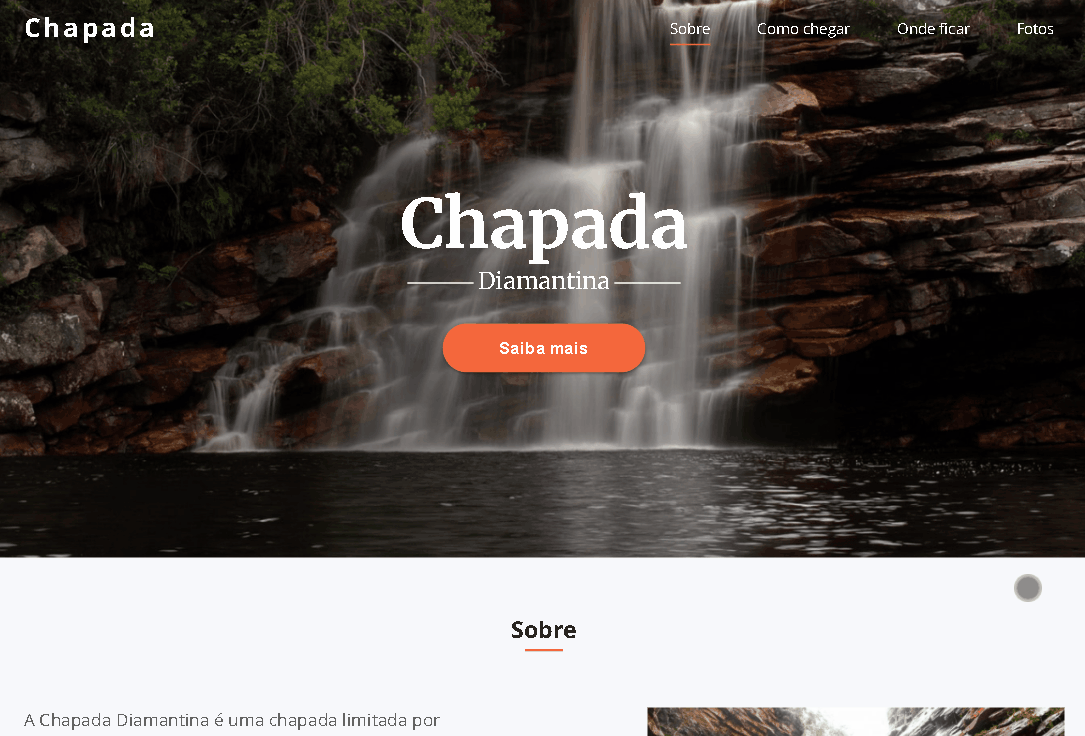 Chapada
Sobre Como chegar Onde ficar Fotos
Chapada
Diamantina
Saiba mais
Sobre
A Chapada Diamantina é uma chapada limitada por